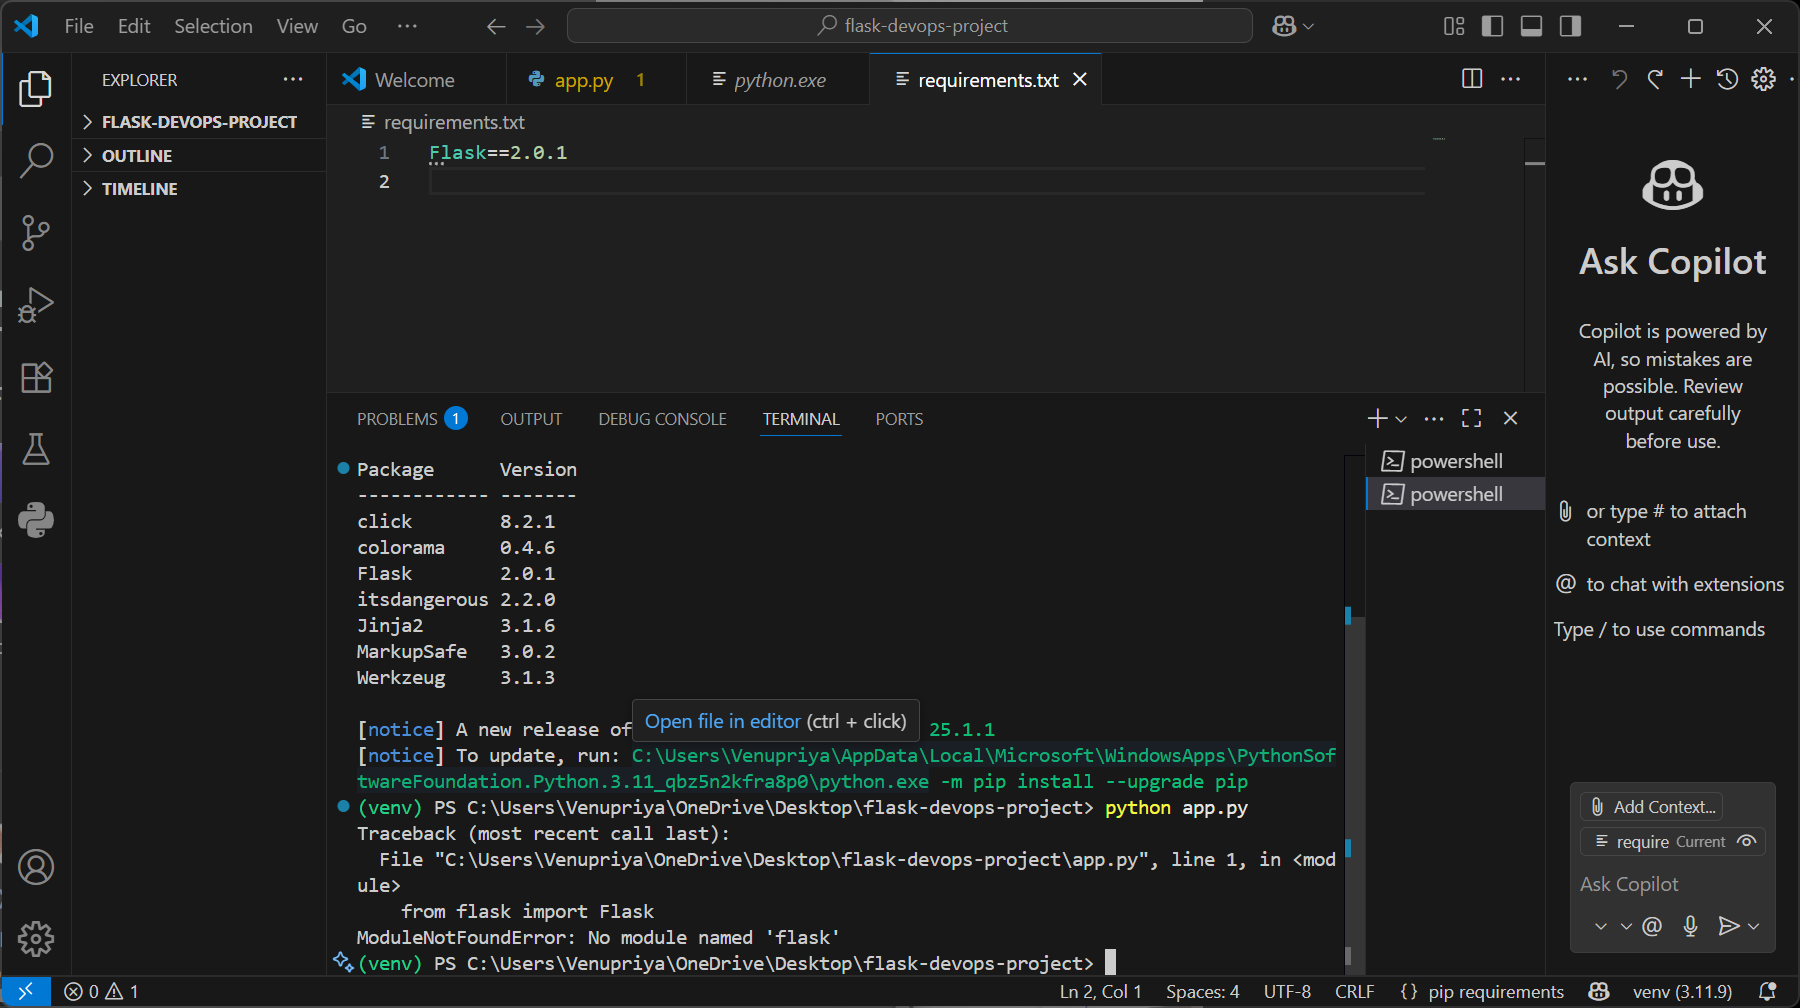 File Edit Selection View Go ··· flask-devops-project
EXPLORER ···
FLASK-DEVOPS-PROJECT
OUTLINE
TIMELINE
Welcome app.py 1 python.exe requirements.txt
requirements.txt
1 Flask==2.0.1
2
PROBLEMS 1 OUTPUT DEBUG CONSOLE TERMINAL PORTS
Package Version
------------ -------
click 8.2.1
colorama 0.4.6
Flask 2.0.1
itsdangerous 2.2.0
Jinja2 3.1.6
MarkupSafe 3.0.2
Werkzeug 3.1.3
Open file in editor (ctrl + click)
[notice] A new release of 25.1.1
[notice] To update, run: C:\Users\Venupriya\AppData\Local\Microsoft\WindowsApps\PythonSof
twareFoundation.Python.3.11_qbz5n2kfra8p0\python.exe -m pip install --upgrade pip
(venv) PS C:\Users\Venupriya\OneDrive\Desktop\flask-devops-project> python app.py
Traceback (most recent call last):
File "C:\Users\Venupriya\OneDrive\Desktop\flask-devops-project\app.py", line 1, in <mod
ule>
from flask import Flask
ModuleNotFoundError: No module named 'flask'
(venv) PS C:\Users\Venupriya\OneDrive\Desktop\flask-devops-project>
powershell
powershell
Ask Copilot
Copilot is powered by
AI, so mistakes are
possible. Review
output carefully
before use.
or type # to attach
context
@ to chat with extensions
Type / to use commands
Add Context...
require Current
Ask Copilot
@
0 1 Ln 2, Col 1 Spaces: 4 UTF-8 CRLF {} pip requirements venv (3.11.9)